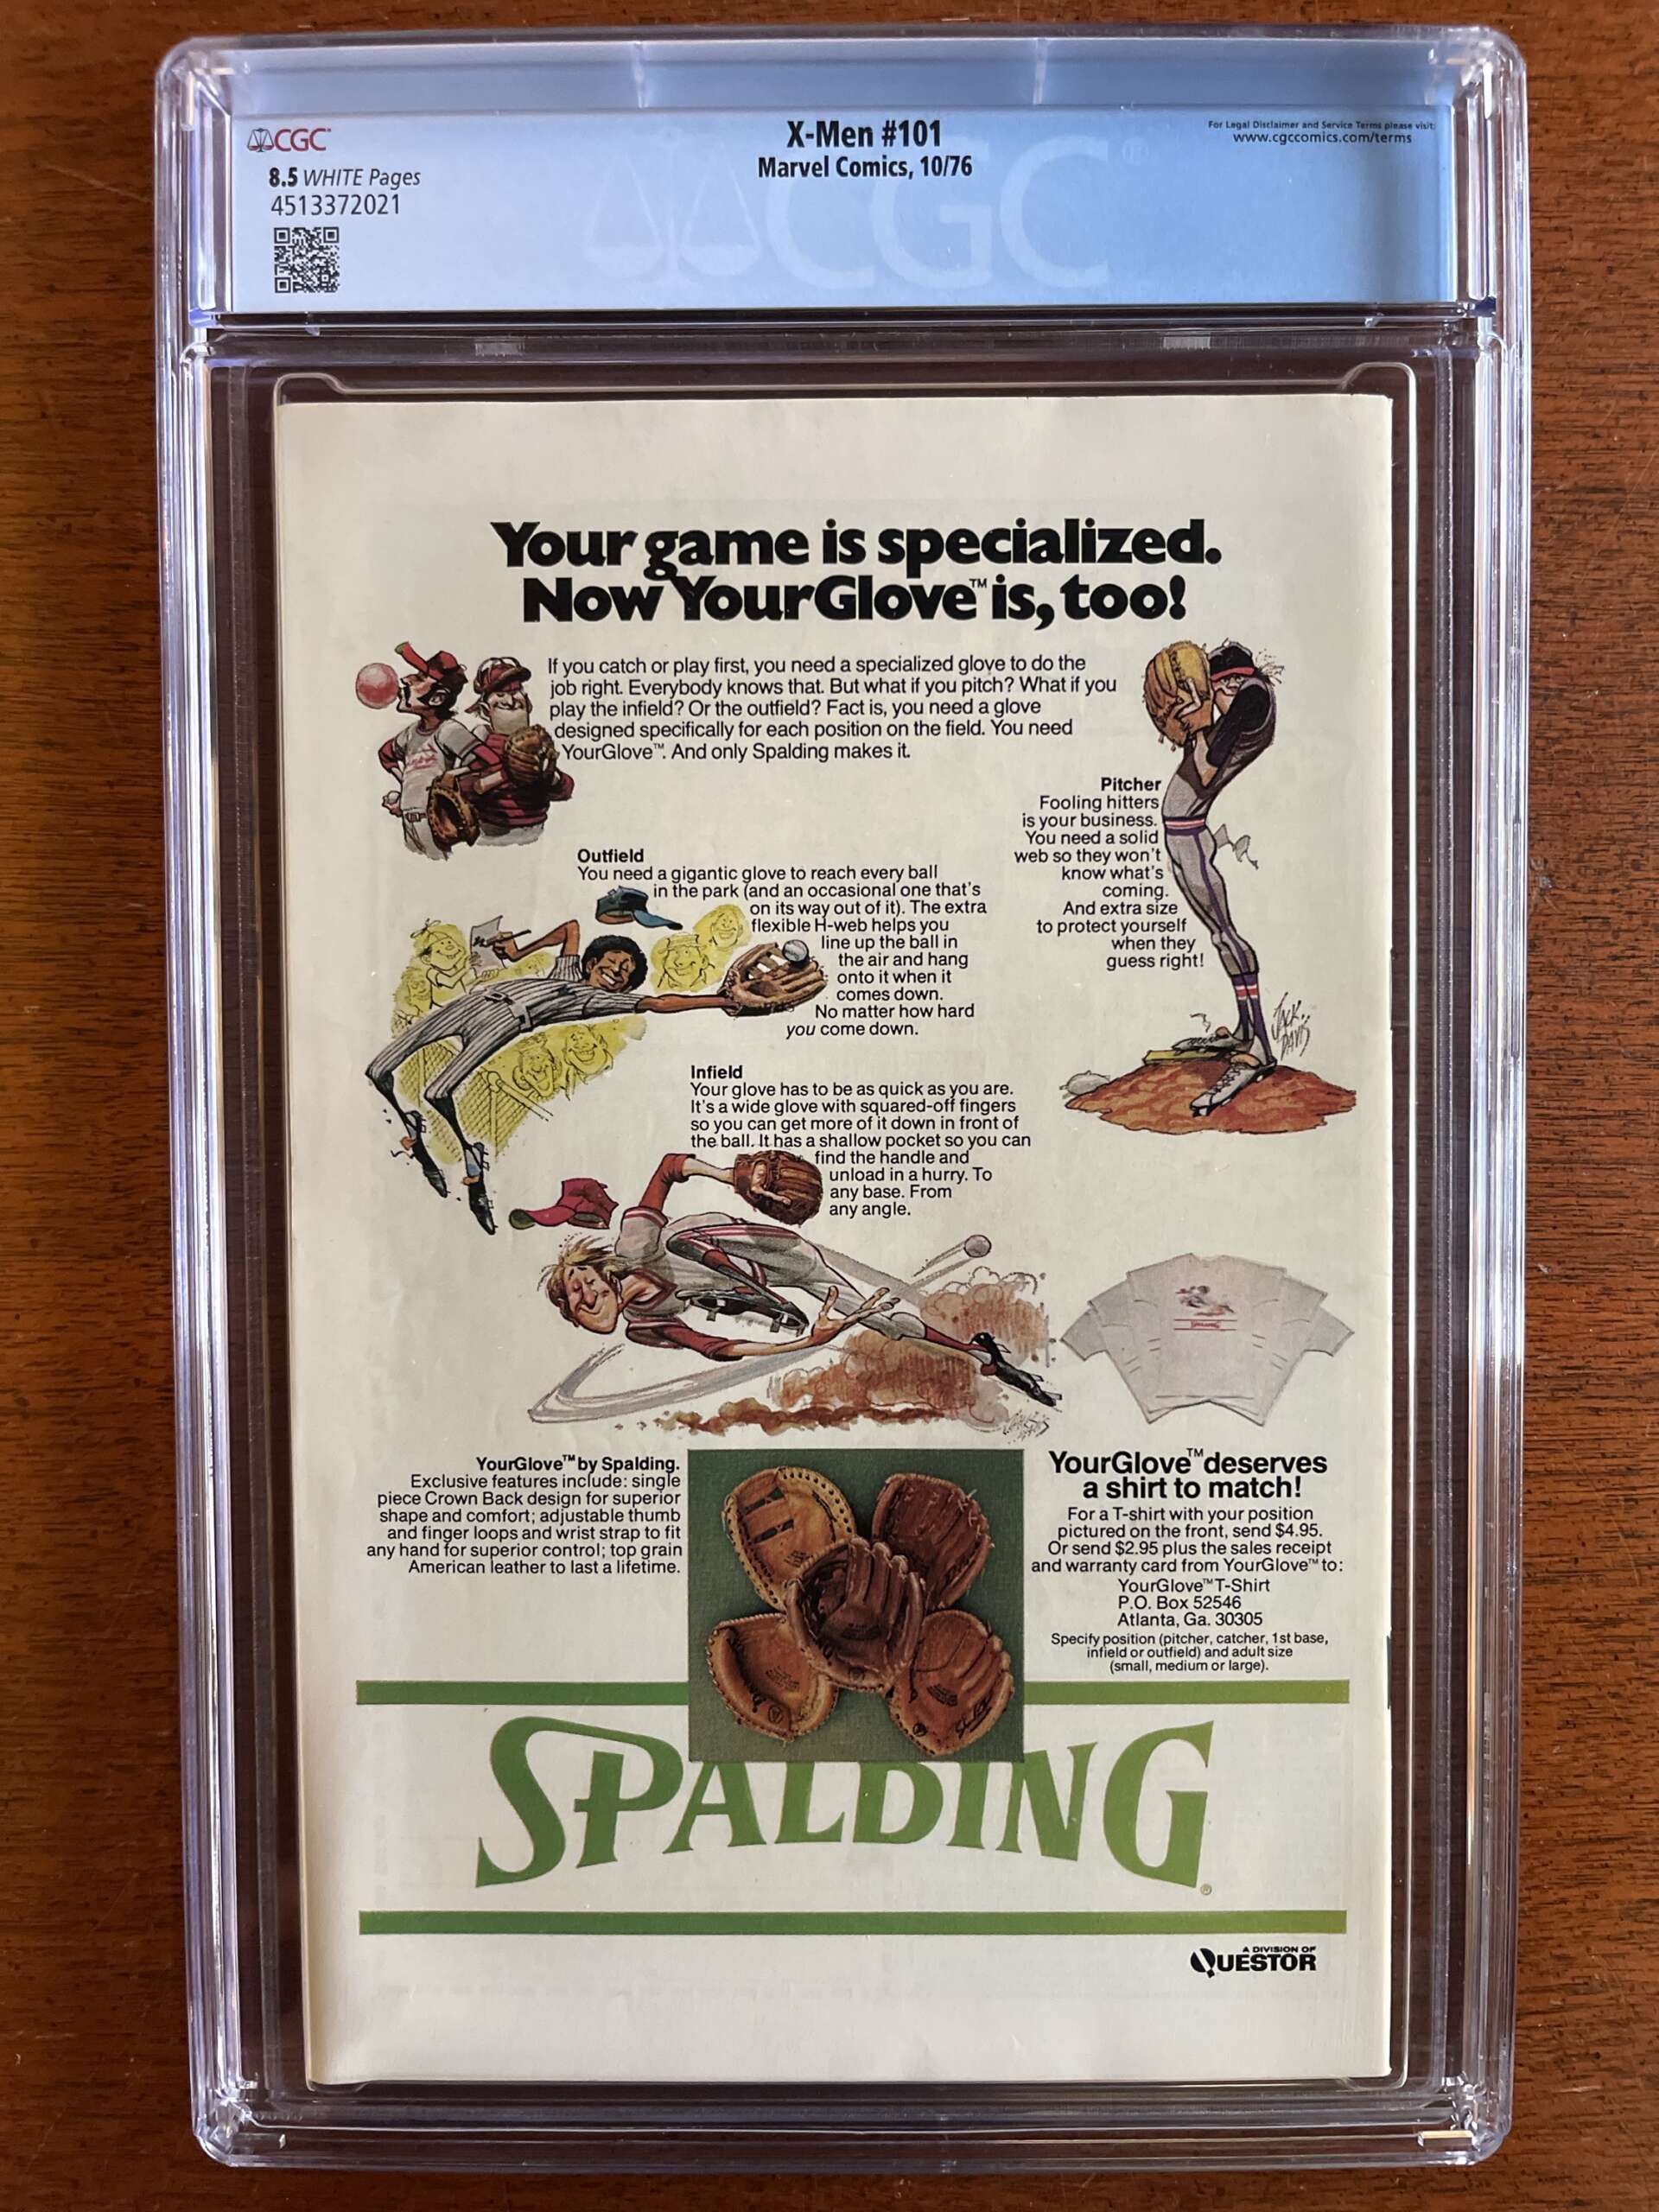 CGC
X-Men #101
Marvel Comics, 10/76
For Legal Disclaimer and Service Terms please visit:
www.cgccomics.com/terms
8.5 WHITE Pages
4513372021
CGC
Your game is specialized.
Now YourGlove™ is, too!
If you catch or play first, you need a specialized glove to do the
job right. Everybody knows that. But what if you pitch? What if you
play the infield? Or the outfield? Fact is, you need a glove
designed specifically for each position on the field. You need
YourGlove™. And only Spalding makes it.
Pitcher
Fooling hitters
is your business.
You need a solid
web so they won't
know what's
coming.
And extra size
to protect yourself
when they
guess right!
JACK DAVIS
Outfield
You need a gigantic glove to reach every ball
in the park (and an occasional one that's
on its way out of it). The extra
flexible H-web helps you
line up the ball in
the air and hang
onto it when it
comes down.
No matter how hard
you come down.
Infield
Your glove has to be as quick as you are.
It's a wide glove with squared-off fingers
so you can get more of it down in front of
the ball. It has a shallow pocket so you can
find the handle and
unload in a hurry. To
any base. From
any angle.
YourGlove™ by Spalding.
Exclusive features include: single
piece Crown Back design for superior
shape and comfort; adjustable thumb
and finger loops and wrist strap to fit
any hand for superior control; top grain
American leather to last a lifetime.
YourGlove™ deserves
a shirt to match!
For a T-shirt with your position
pictured on the front, send $4.95.
Or send $2.95 plus the sales receipt
and warranty card from YourGlove™ to:
YourGlove™ T-Shirt
P.O. Box 52546
Atlanta, Ga. 30305
Specify position (pitcher, catcher, 1st base,
infield or outfield) and adult size
(small, medium or large).
SPALDING®
A DIVISION OF
QUESTOR